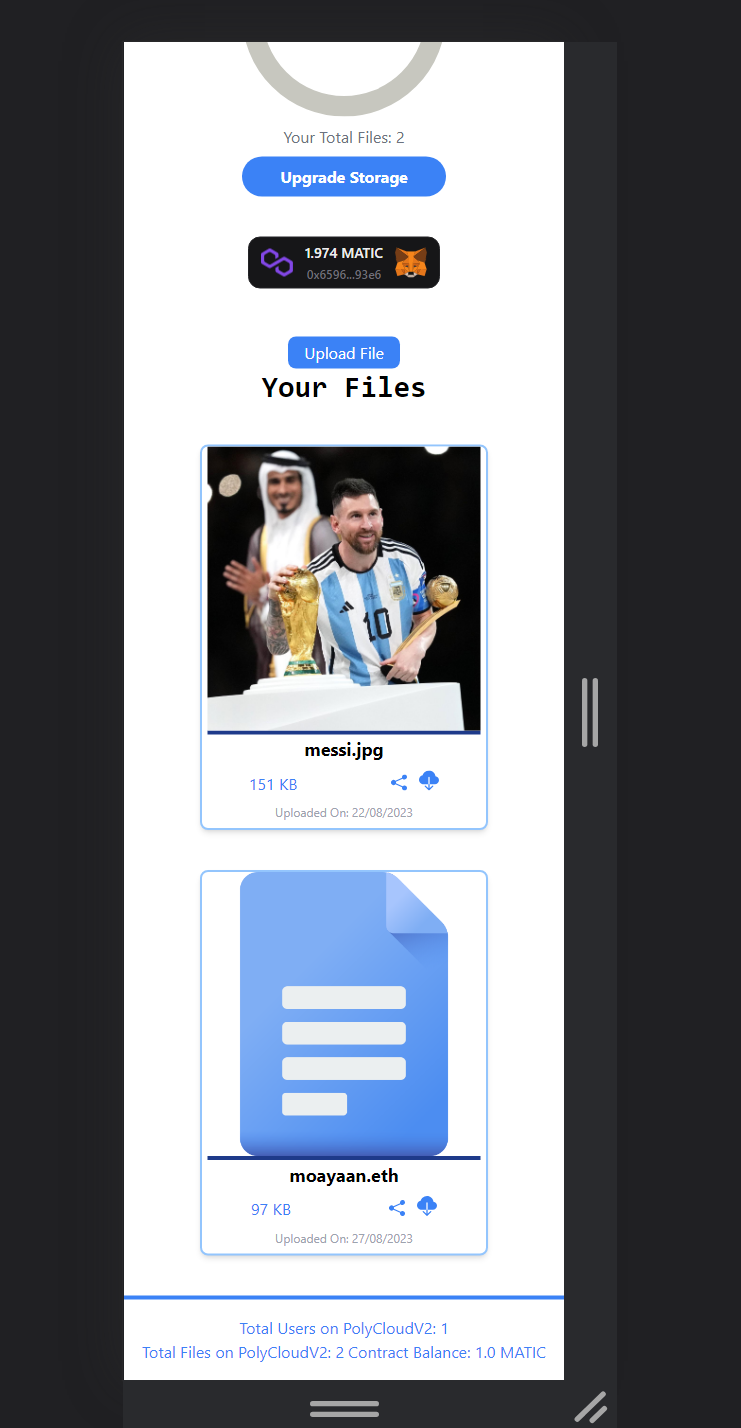 Your Total Files: 2
Upgrade Storage
1.974 MATIC
0x6596...93e6
Upload File
Your Files
10
messi.jpg
151 KB
Uploaded On: 22/08/2023
moayaan.eth
97 KB
Uploaded On: 27/08/2023
Total Users on PolyCloudV2: 1
Total Files on PolyCloudV2: 2 Contract Balance: 1.0 MATIC